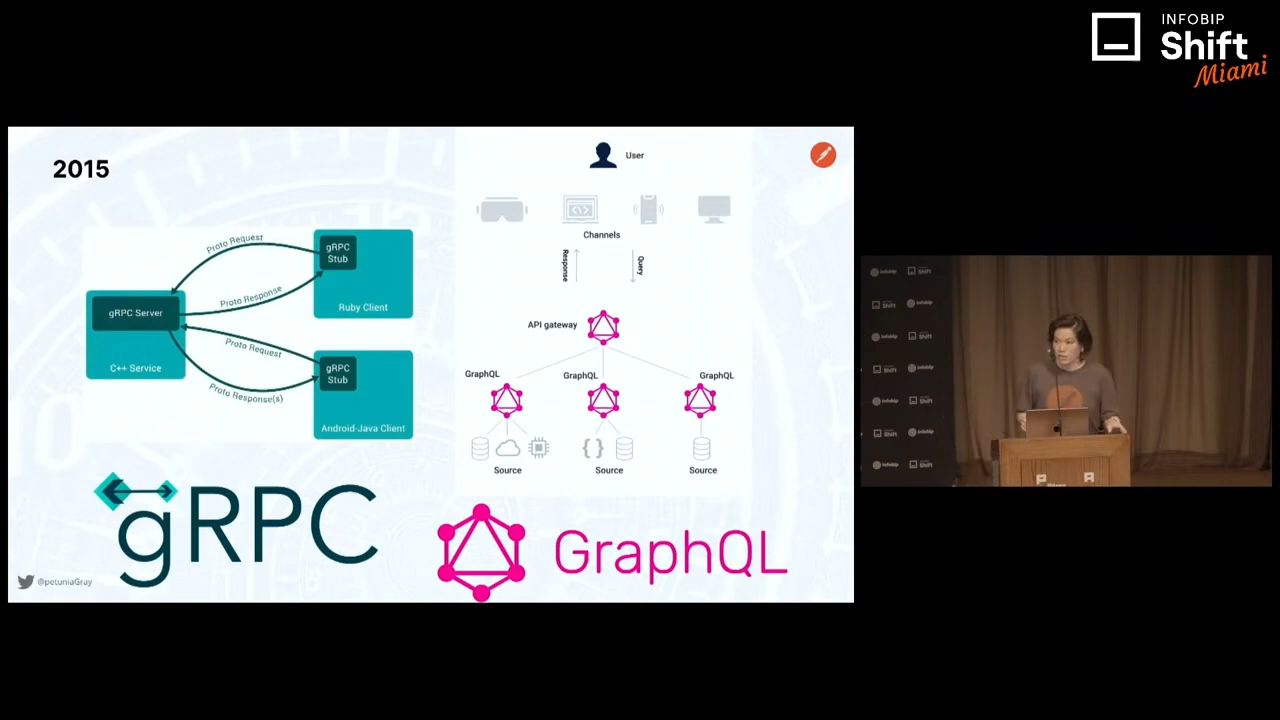 INFOBIP
Shift
Miami
2015
User
Channels
Response
Query
API gateway
GraphQL
GraphQL
GraphQL
Source
Source
Source
Proto Request
gRPC
Stub
Ruby Client
Proto Response
gRPC Server
C++ Service
Proto Request
gRPC
Stub
Proto Response(s)
Android-Java Client
gRPC
GraphQL
@petuniaGray
infobip
Shift